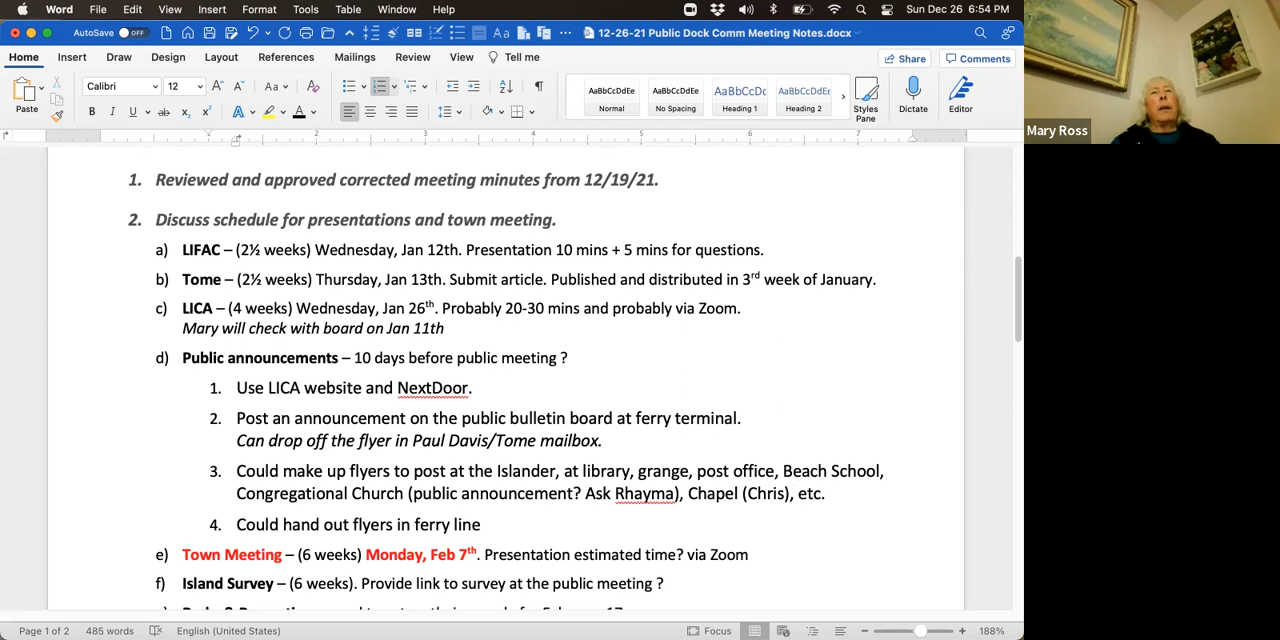 Word File Edit View Insert Format Tools Table Window Help Sun Dec 26 6:54 PM
AutoSave OFF 12-26-21 Public Dock Comm Meeting Notes.docx
Home Insert Draw Design Layout References Mailings Review View Tell me Share Comments
Paste Calibri 12 AaBbCcDdEe Normal AaBbCcDdEe No Spacing AaBbCcDc Heading 1 AaBbCcDdEe Heading 2 Styles Pane Dictate Editor
Mary Ross
2 3 4 5 6 7
1. Reviewed and approved corrected meeting minutes from 12/19/21.
2. Discuss schedule for presentations and town meeting.
a) LIFAC – (2½ weeks) Wednesday, Jan 12th. Presentation 10 mins + 5 mins for questions.
b) Tome – (2½ weeks) Thursday, Jan 13th. Submit article. Published and distributed in 3rd week of January.
c) LICA – (4 weeks) Wednesday, Jan 26th. Probably 20-30 mins and probably via Zoom.
Mary will check with board on Jan 11th
d) Public announcements – 10 days before public meeting ?
1. Use LICA website and NextDoor.
2. Post an announcement on the public bulletin board at ferry terminal.
Can drop off the flyer in Paul Davis/Tome mailbox.
3. Could make up flyers to post at the Islander, at library, grange, post office, Beach School,
Congregational Church (public announcement? Ask Rhayma), Chapel (Chris), etc.
4. Could hand out flyers in ferry line
e) Town Meeting – (6 weeks) Monday, Feb 7th. Presentation estimated time? via Zoom
f) Island Survey – (6 weeks). Provide link to survey at the public meeting ?
Page 1 of 2 485 words English (United States) Focus 188%